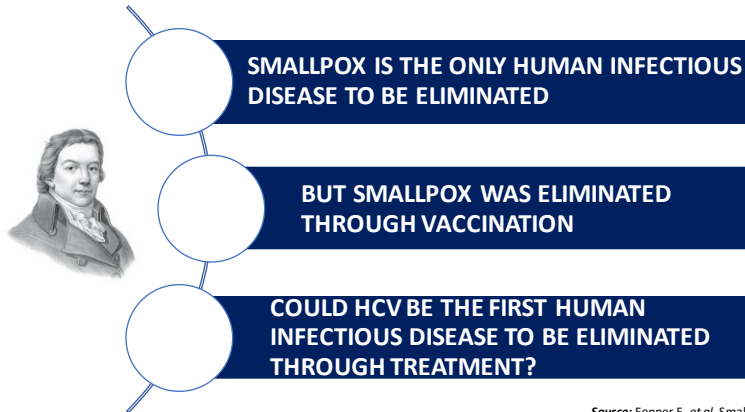 SMALLPOX IS THE ONLY HUMAN INFECTIOUS
DISEASE TO BE ELIMINATED
BUT SMALLPOX WAS ELIMINATED
THROUGH VACCINATION
COULD HCV BE THE FIRST HUMAN
INFECTIOUS DISEASE TO BE ELIMINATED
THROUGH TREATMENT?
Source: Fenner F, et al. Smal